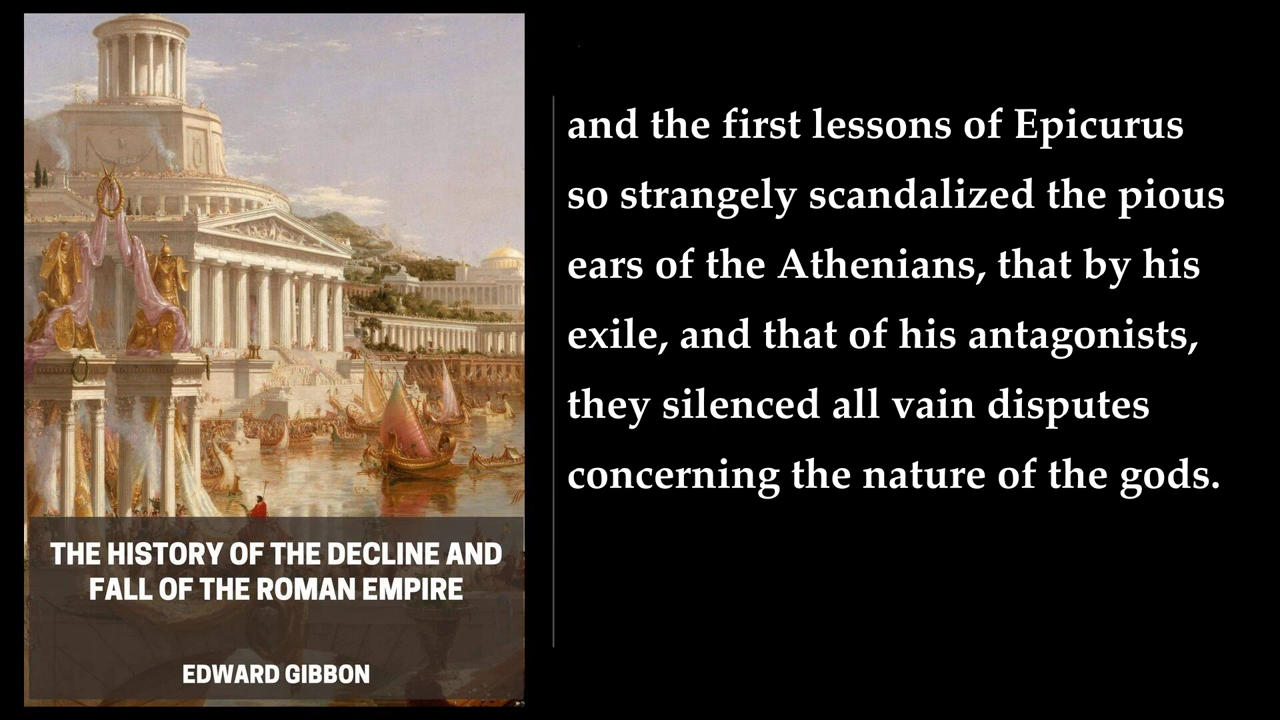 and the first lessons of Epicurus
so strangely scandalized the pious
ears of the Athenians, that by his
exile, and that of his antagonists,
they silenced all vain disputes
concerning the nature of the gods.
THE HISTORY OF THE DECLINE AND
FALL OF THE ROMAN EMPIRE
EDWARD GIBBON